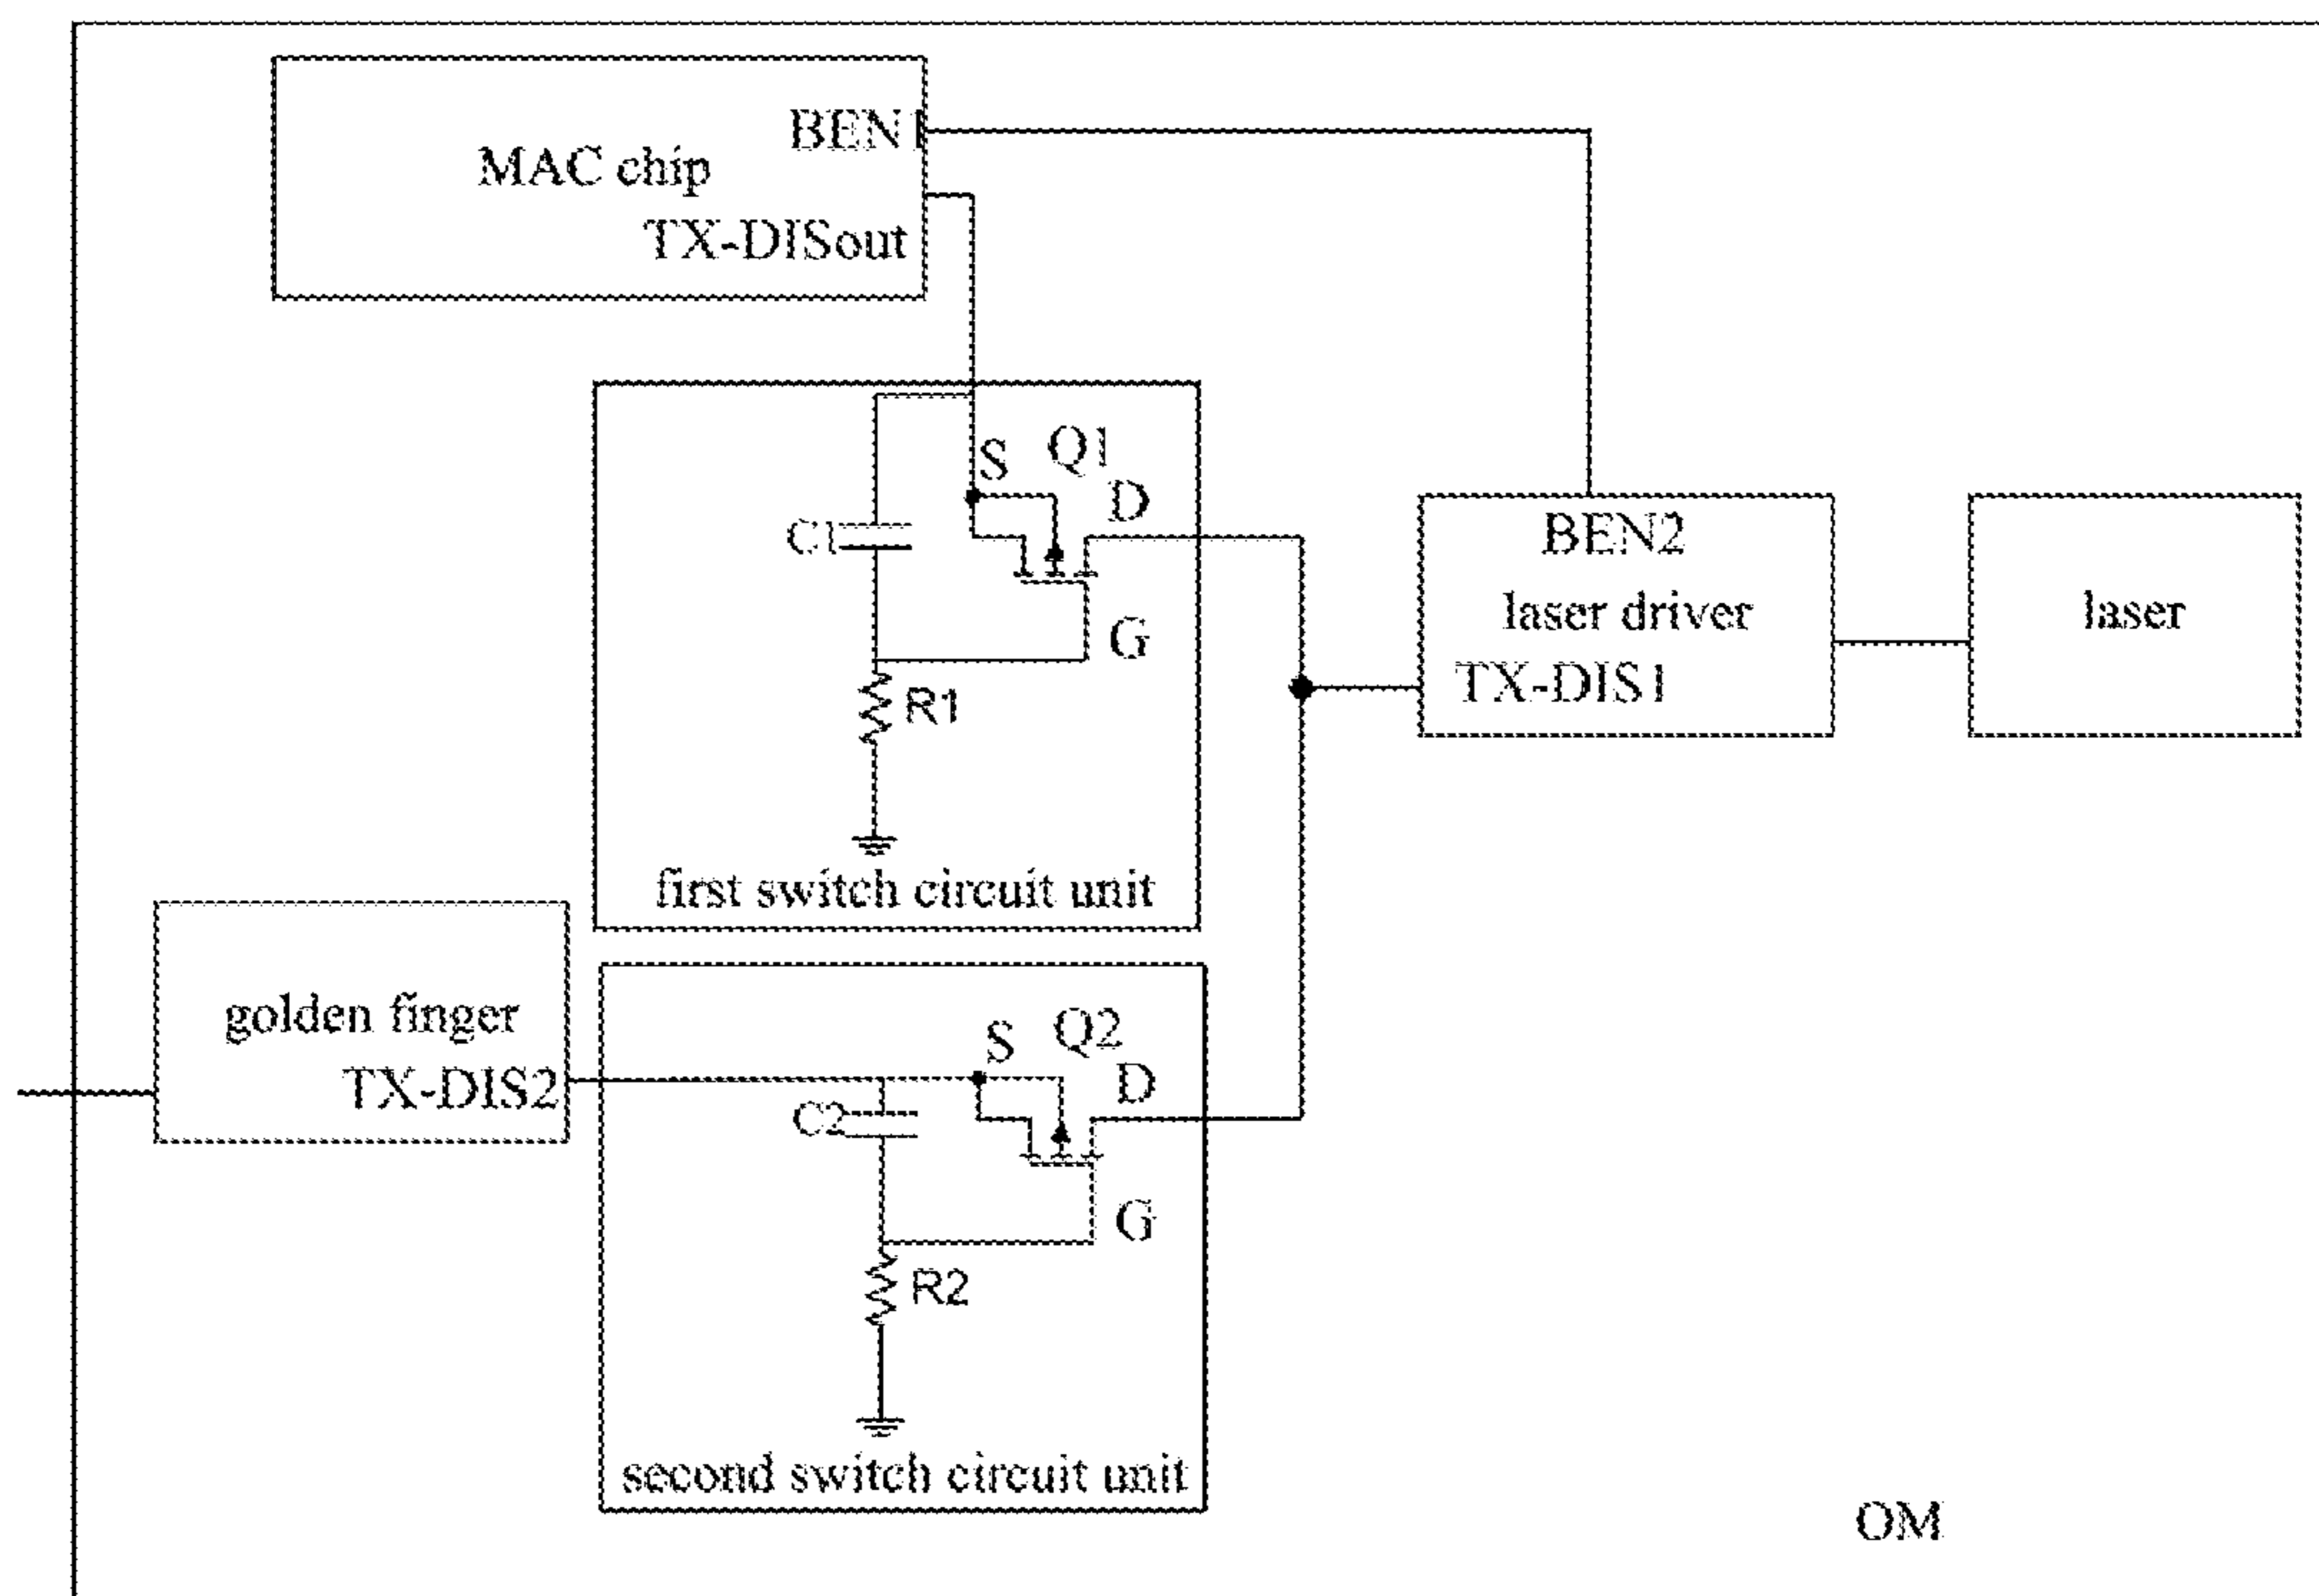 BEN1
MAC chip
TX-DISout
S
Q1
D
C1
G
R1
first switch circuit unit
BEN2
laser driver
TX-DIS1
laser
golden finger
TX-DIS2
S
Q2
D
C2
G
R2
second switch circuit unit
OM